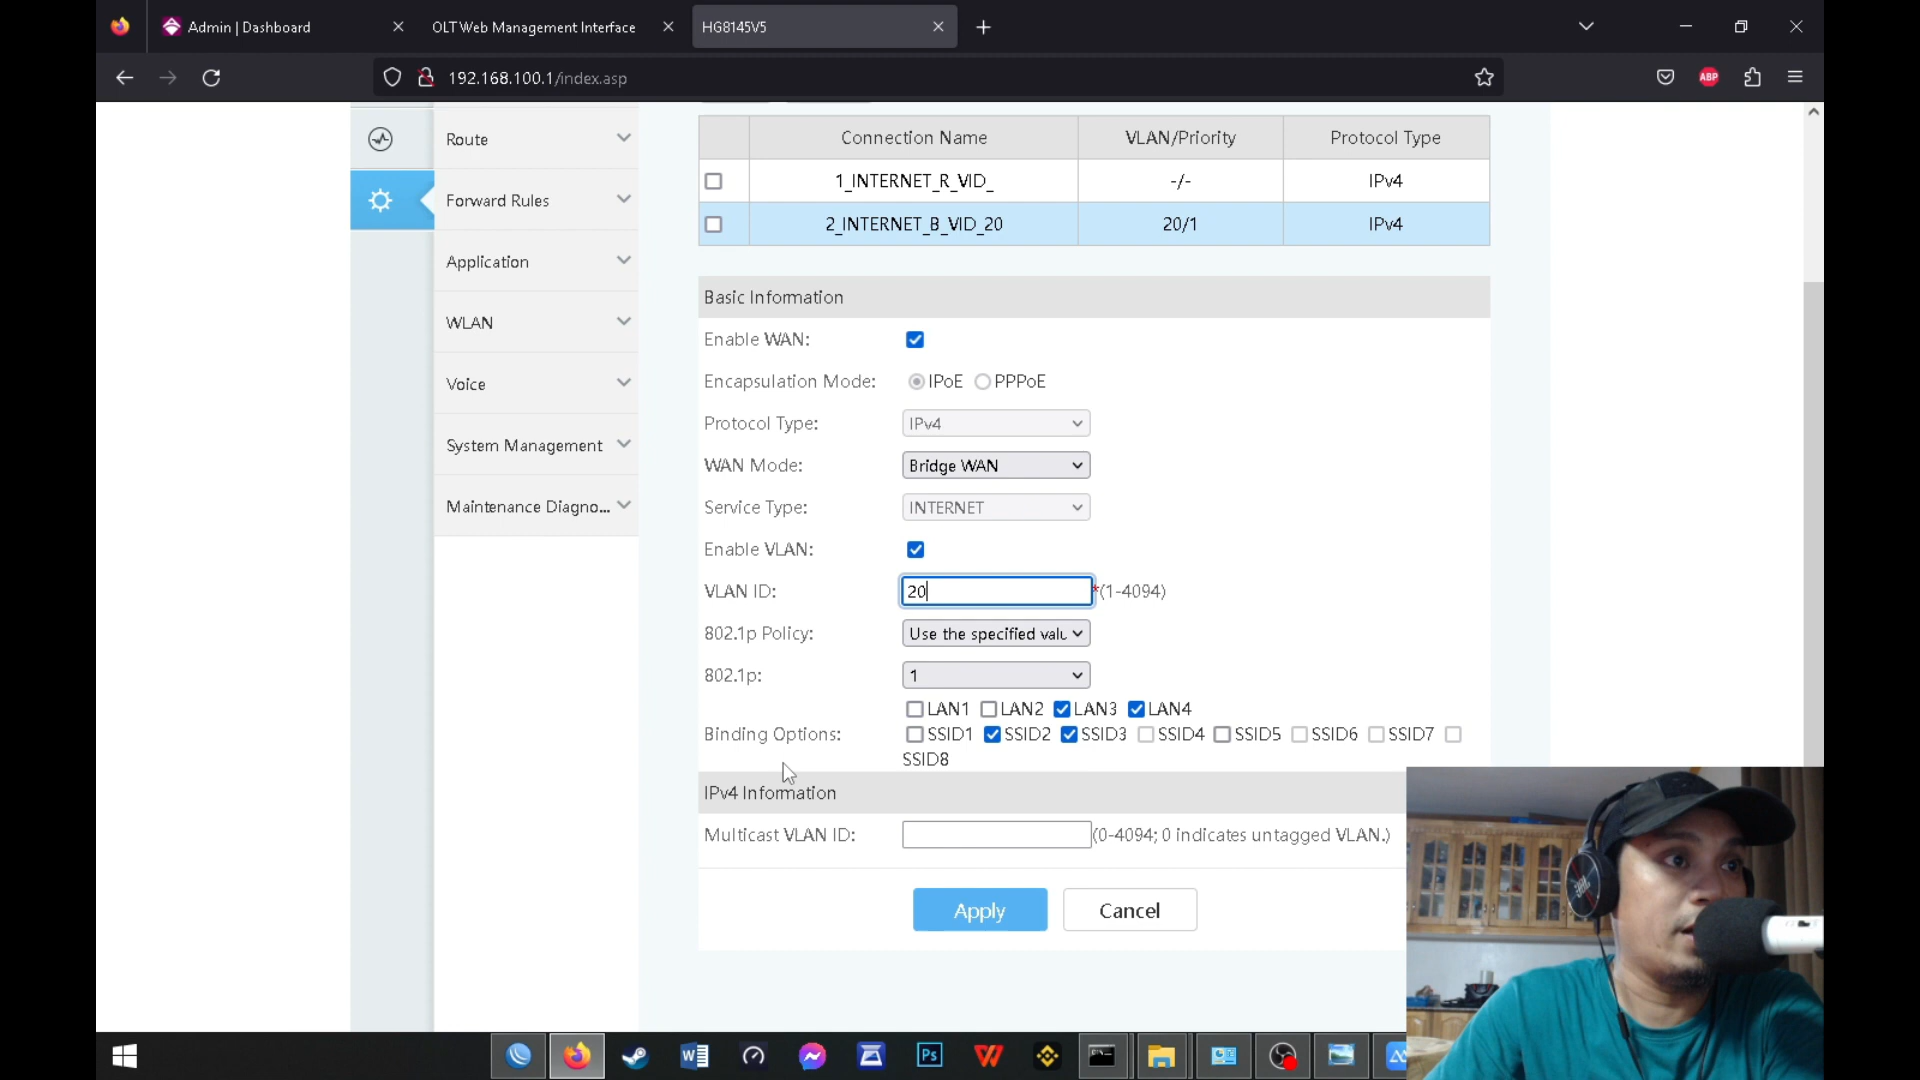 Admin | Dashboard
OLT Web Management Interface
HG8145V5
192.168.100.1/index.asp
ABP
Route
Forward Rules
Application
WLAN
Voice
System Management
Maintenance Diagno...
Connection Name VLAN/Priority Protocol Type
1_INTERNET_R_VID_ -/- IPv4
2_INTERNET_B_VID_20 20/1 IPv4
Basic Information
Enable WAN:
Encapsulation Mode: IPoE PPPoE
Protocol Type: IPv4
WAN Mode: Bridge WAN
Service Type: INTERNET
Enable VLAN:
VLAN ID: 20 *(1-4094)
802.1p Policy: Use the specified valu
802.1p: 1
LAN1 LAN2 LAN3 LAN4
Binding Options: SSID1 SSID2 SSID3 SSID4 SSID5 SSID6 SSID7
SSID8
IPv4 Information
Multicast VLAN ID: (0-4094; 0 indicates untagged VLAN.)
Apply Cancel
W Ps W